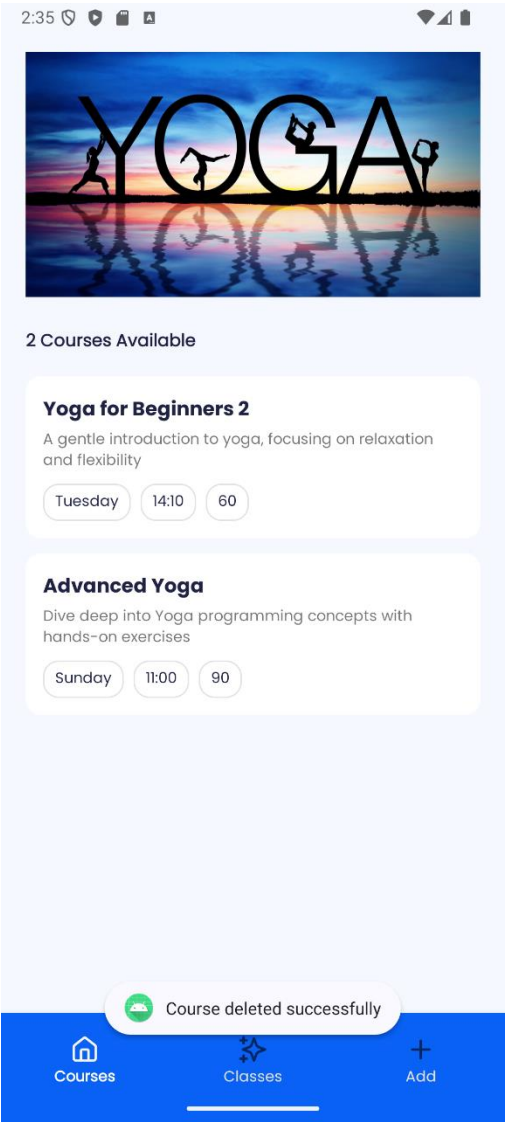 2:35
YOGA
2 Courses Available
Yoga for Beginners 2
A gentle introduction to yoga, focusing on relaxation
and flexibility
Tuesday 14:10 60
Advanced Yoga
Dive deep into Yoga programming concepts with
hands-on exercises
Sunday 11:00 90
Course deleted successfully
Courses Classes Add